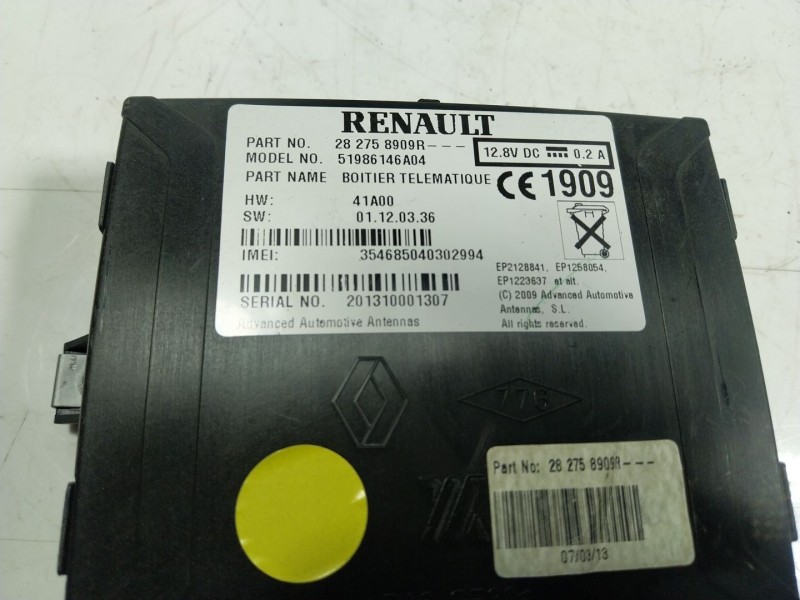 RENAULT
PART NO. 28 275 8909R---
MODEL NO. 51986146A04
12.8V DC 0.2 A
PART NAME BOITIER TELEMATIQUE
CE 1909
HW: 41A00
SW: 01.12.03.36
IMEI: 354685040302994
SERIAL NO. 201310001307
Advanced Automotive Antennas
EP2128841, EP1258054,
EP1223637 et alt.
(C) 2009 Advanced Automotive
Antennas, S.L.
All rights reserved.
776
Part No: 28 275 8909R---
07/03/13